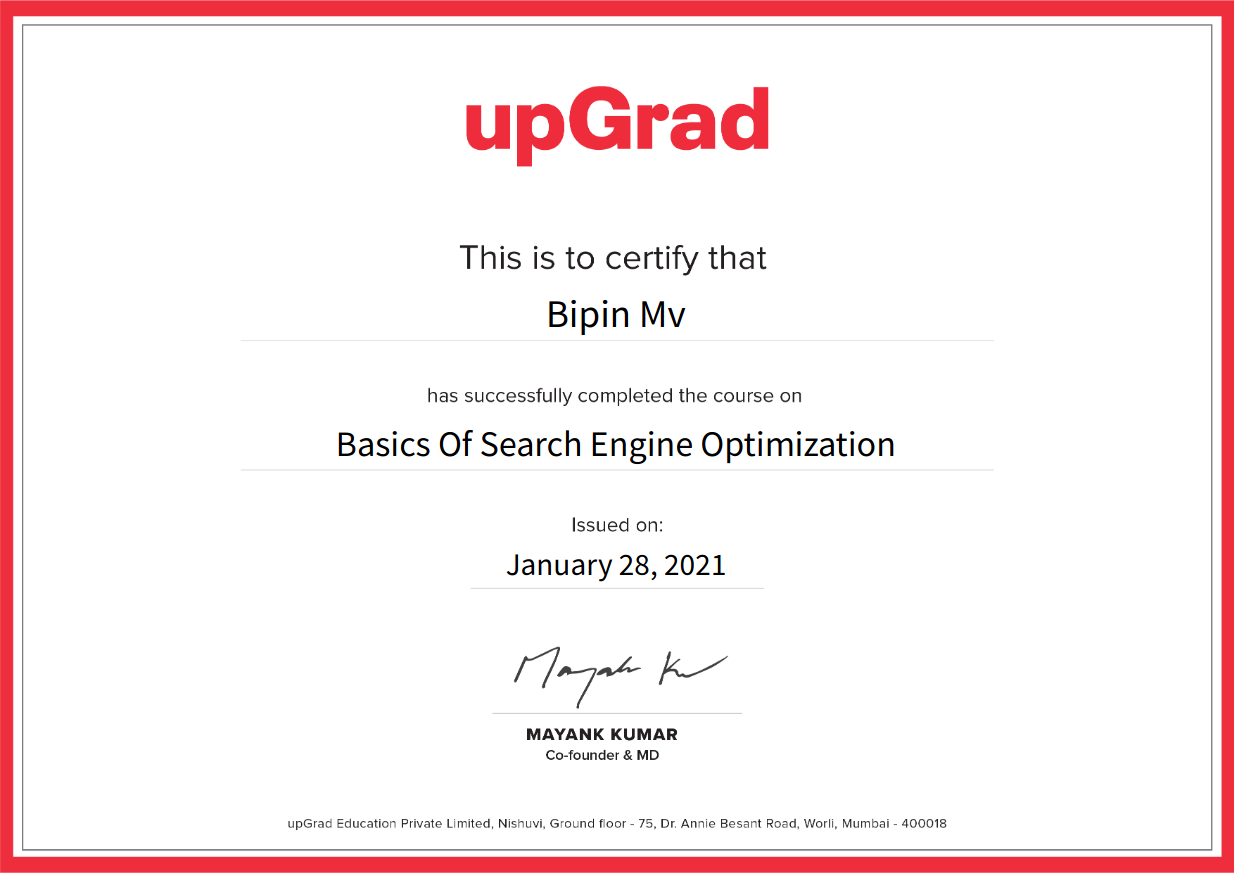 upGrad
This is to certify that
Bipin Mv
has successfully completed the course on
Basics Of Search Engine Optimization
Issued on:
January 28, 2021
Mayank Ku
MAYANK KUMAR
Co-founder & MD
upGrad Education Private Limited, Nishuvi, Ground floor - 75, Dr. Annie Besant Road, Worli, Mumbai - 400018